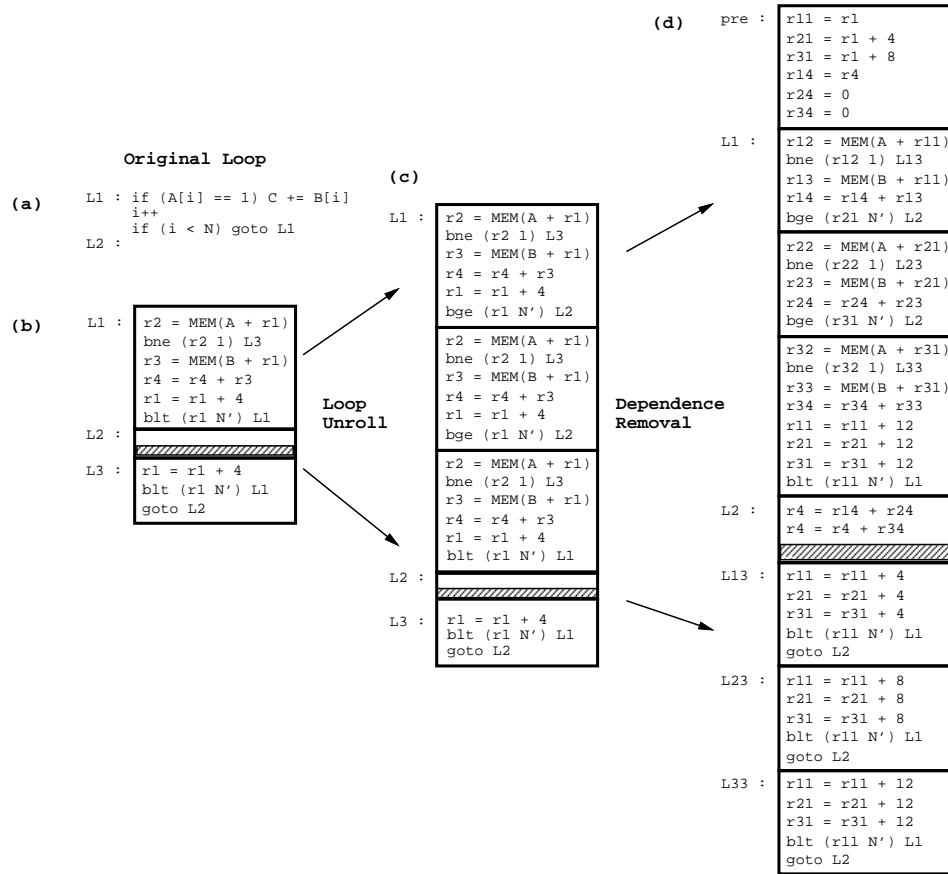 Original Loop
(a)
L1 : if (A[i] == 1) C += B[i]
i++
if (i < N) goto L1
L2 :
(b)
L1 :
r2 = MEM(A + r1)
bne (r2 1) L3
r3 = MEM(B + r1)
r4 = r4 + r3
r1 = r1 + 4
blt (r1 N') L1
L2 :
L3 :
r1 = r1 + 4
blt (r1 N') L1
goto L2
Loop
Unroll
(c)
L1 :
r2 = MEM(A + r1)
bne (r2 1) L3
r3 = MEM(B + r1)
r4 = r4 + r3
r1 = r1 + 4
bge (r1 N') L2
r2 = MEM(A + r1)
bne (r2 1) L3
r3 = MEM(B + r1)
r4 = r4 + r3
r1 = r1 + 4
bge (r1 N') L2
r2 = MEM(A + r1)
bne (r2 1) L3
r3 = MEM(B + r1)
r4 = r4 + r3
r1 = r1 + 4
blt (r1 N') L1
L2 :
L3 :
r1 = r1 + 4
blt (r1 N') L1
goto L2
Dependence
Removal
(d)
pre :
r11 = r1
r21 = r1 + 4
r31 = r1 + 8
r14 = r4
r24 = 0
r34 = 0
L1 :
r12 = MEM(A + r11)
bne (r12 1) L13
r13 = MEM(B + r11)
r14 = r14 + r13
bge (r21 N') L2
r22 = MEM(A + r21)
bne (r22 1) L23
r23 = MEM(B + r21)
r24 = r24 + r23
bge (r31 N') L2
r32 = MEM(A + r31)
bne (r32 1) L33
r33 = MEM(B + r31)
r34 = r34 + r33
r11 = r11 + 12
r21 = r21 + 12
r31 = r31 + 12
blt (r11 N') L1
L2 :
r4 = r14 + r24
r4 = r4 + r34
L13 :
r11 = r11 + 4
r21 = r21 + 4
r31 = r31 + 4
blt (r11 N') L1
goto L2
L23 :
r11 = r11 + 8
r21 = r21 + 8
r31 = r31 + 8
blt (r11 N') L1
goto L2
L33 :
r11 = r11 + 12
r21 = r21 + 12
r31 = r31 + 12
blt (r11 N') L1
goto L2